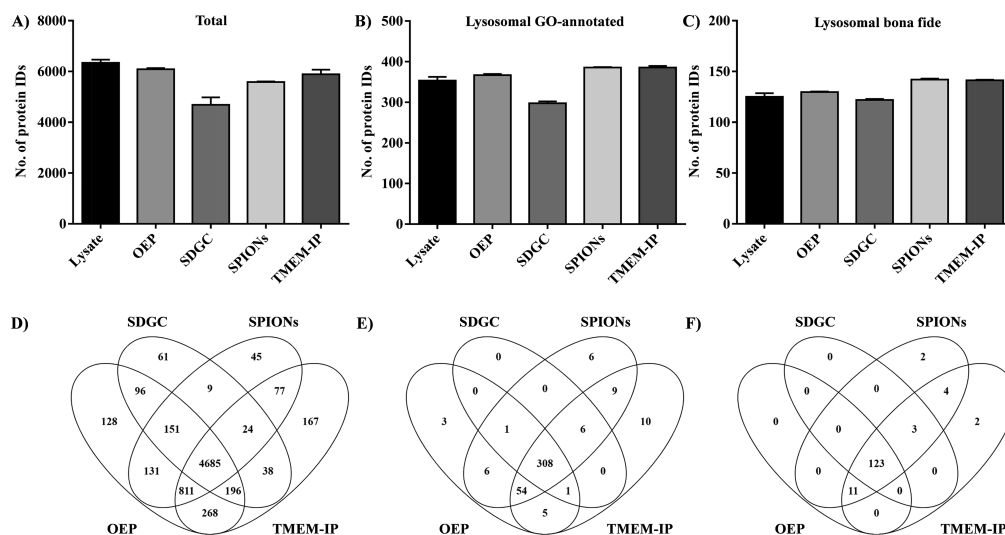 A) Total
No. of protein IDs
8000
6000
4000
2000
0
Lysate OEP SDGC SPIONs TMEM-IP
B) Lysosomal GO-annotated
No. of protein IDs
500
400
300
200
100
0
Lysate OEP SDGC SPIONs TMEM-IP
C) Lysosomal bona fide
No. of protein IDs
200
150
100
50
0
Lysate OEP SDGC SPIONs TMEM-IP
D)
SDGC SPIONs
61 45
96 9 77
128 151 24 167
4685
131 38
811 196
268
OEP TMEM-IP
E)
SDGC SPIONs
0 6
0 0 9
3 1 6 10
308
6 0
54 1
5
OEP TMEM-IP
F)
SDGC SPIONs
0 2
0 0 4
0 0 3 2
123
0 0
11 0
0
OEP TMEM-IP